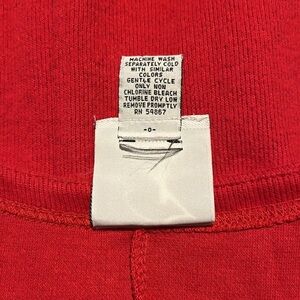 MACHINE WASH
SEPARATELY COLD
WITH SIMILAR
COLORS
GENTLE CYCLE
ONLY NON
CHLORINE BLEACH
TUMBLE DRY LOW
REMOVE PROMPTLY
RN 54867
-0-